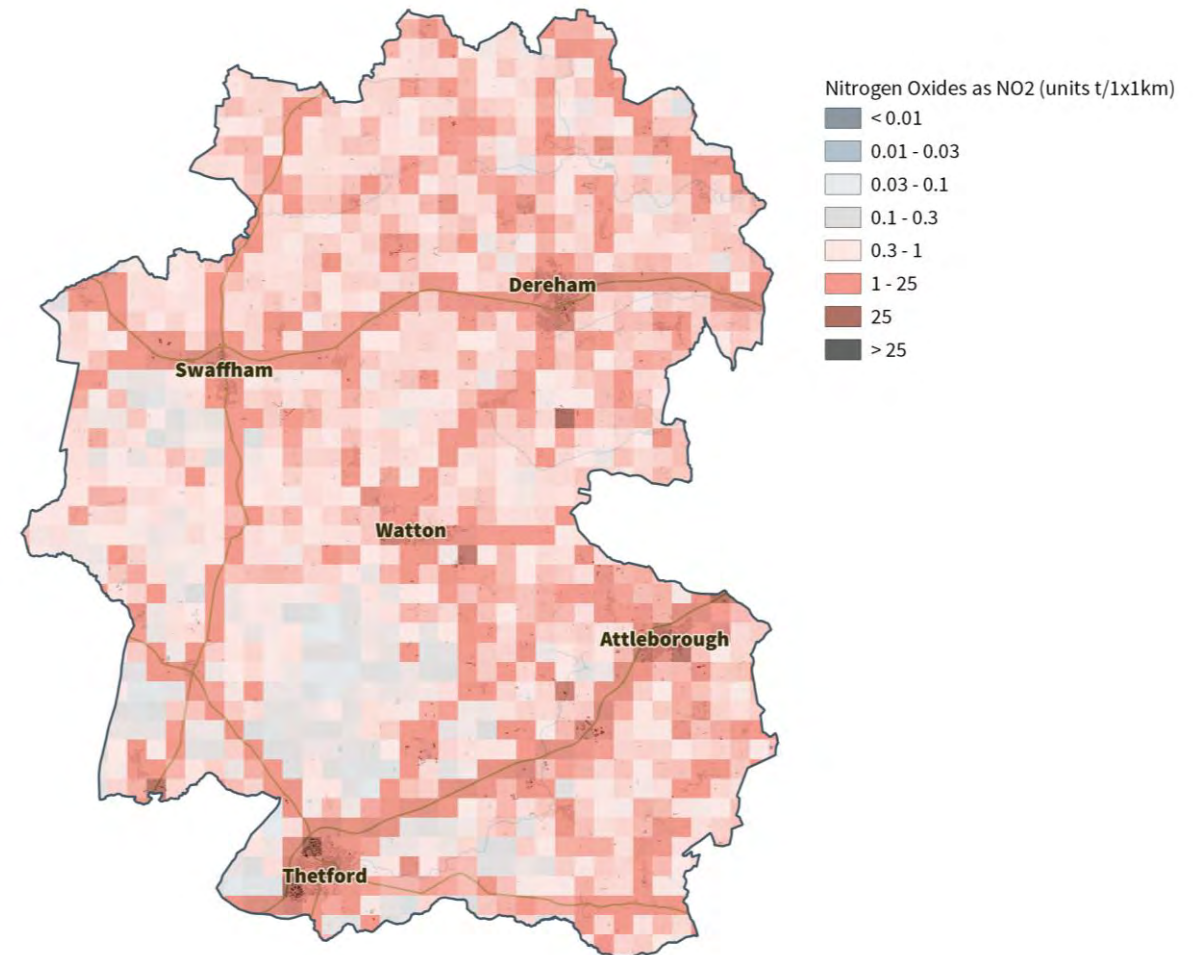 Nitrogen Oxides as NO2 (units t/1x1km)
< 0.01
0.01 - 0.03
0.03 - 0.1
0.1 - 0.3
0.3 - 1
1 - 25
25
> 25
Dereham
Swaffham
Watton
Attleborough
Thetford